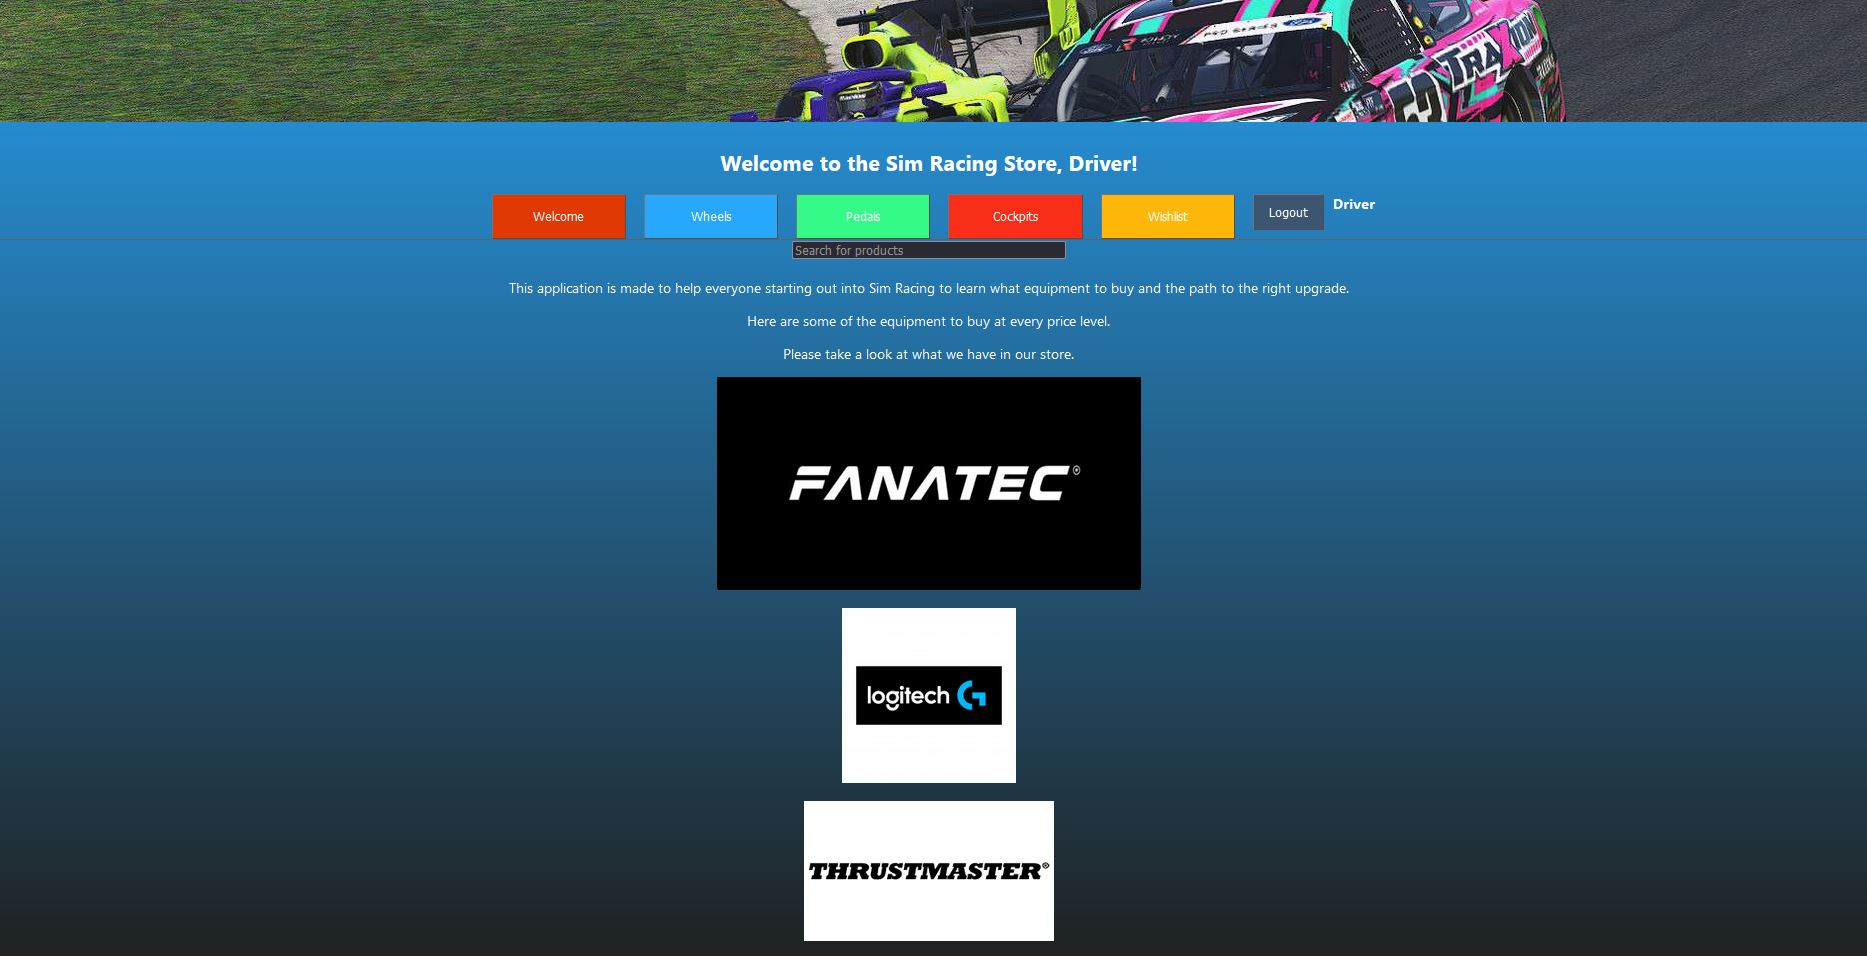 TRAXION
Welcome to the Sim Racing Store, Driver!
Welcome
Wheels
Pedals
Cockpits
Wishlist
Logout
Driver
Search for products
This application is made to help everyone starting out into Sim Racing to learn what equipment to buy and the path to the right upgrade.
Here are some of the equipment to buy at every price level.
Please take a look at what we have in our store.
FANATEC®
logitech G
THRUSTMASTER®